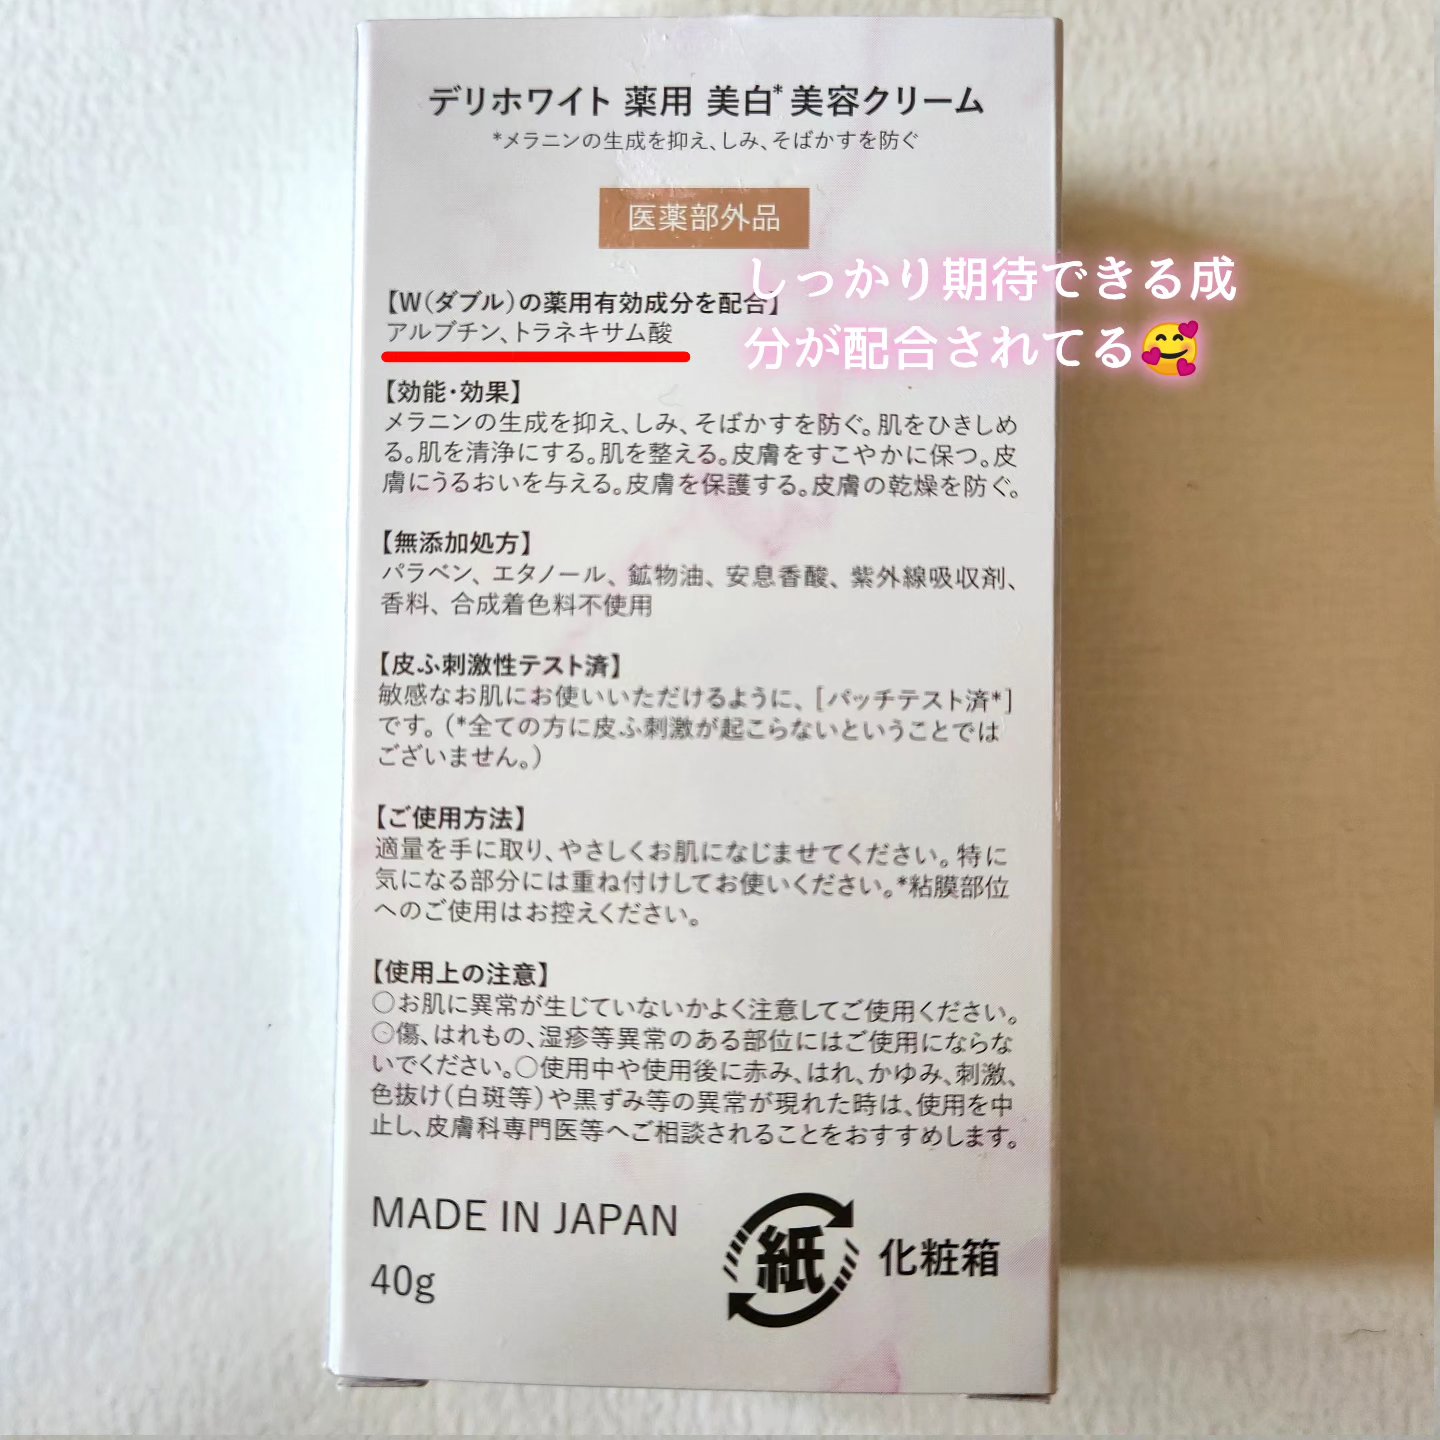 デリホワイト 薬用 美白* 美容クリーム
*メラニンの生成を抑え、しみ、そばかすを防ぐ
医薬部外品
しっかり期待できる成
分が配合されてる🥰
【W(ダブル)の薬用有効成分を配合】
アルブチン、トラネキサム酸
【効能・効果】
メラニンの生成を抑え、しみ、そばかすを防ぐ。肌をひきしめ
る。肌を清浄にする。肌を整える。皮膚をすこやかに保つ。皮
膚にうるおいを与える。皮膚を保護する。皮膚の乾燥を防ぐ。
【無添加処方】
パラベン、エタノール、鉱物油、安息香酸、紫外線吸収剤、
香料、合成着色料不使用
【皮ふ刺激性テスト済】
敏感なお肌にお使いいただけるように、[パッチテスト済*]
です。(*全ての方に皮ふ刺激が起こらないということでは
ございません。)
【ご使用方法】
適量を手に取り、やさしくお肌になじませてください。特に
気になる部分には重ね付けしてお使いください。*粘膜部位
へのご使用はお控えください。
【使用上の注意】
○お肌に異常が生じていないかよく注意してご使用ください。
○傷、はれもの、湿疹等異常のある部位にはご使用にならな
いでください。○使用中や使用後に赤み、はれ、かゆみ、刺激、
色抜け(白斑等)や黒ずみ等の異常が現れた時は、使用を中
止し、皮膚科専門医等へご相談されることをおすすめします。
MADE IN JAPAN
40g
紙
化粧箱